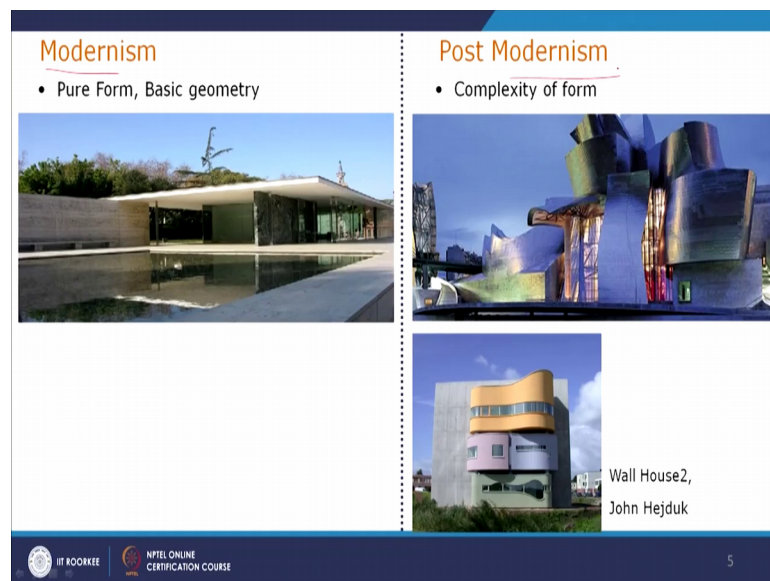 Modernism
• Pure Form, Basic geometry
Post Modernism
• Complexity of form
Wall House2,
John Hejduk
IIT ROORKEE
NPTEL ONLINE
CERTIFICATION COURSE
5